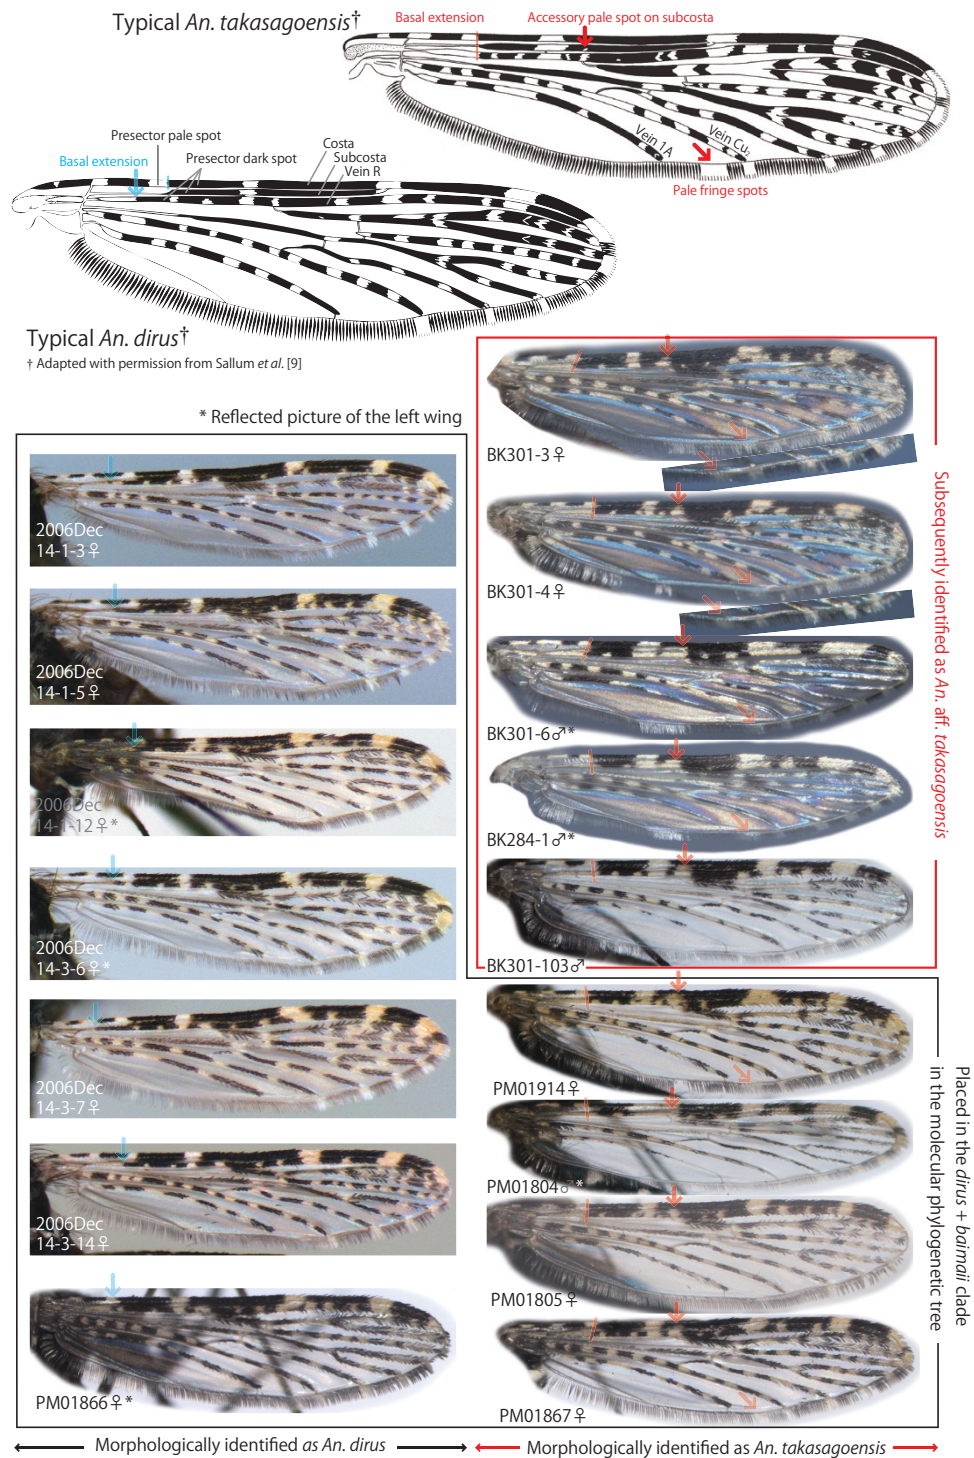 Typical An. takasagoensis†
Basal extension
Accessory pale spot on subcosta
Vein 1A
Vein Cu2
Pale fringe spots
Presector pale spot
Basal extension
Presector dark spot
Costa
Subcosta
Vein R
Typical An. dirus†
† Adapted with permission from Sallum et al. [9]
* Reflected picture of the left wing
2006Dec
14-1-3♀
2006Dec
14-1-5♀
2006Dec
14-1-12♀*
2006Dec
14-3-6♀*
2006Dec
14-3-7♀
2006Dec
14-3-14♀
PM01866♀*
BK301-3♀
BK301-4♀
BK301-6♂*
BK284-1♂*
BK301-103♂
PM01914♀
PM01804♂*
PM01805♀
PM01867♀
Subsequently identified as An. aff. takasagoensis
Placed in the dirus + baimaii clade
in the molecular phylogenetic tree
Morphologically identified as An. dirus
Morphologically identified as An. takasagoensis